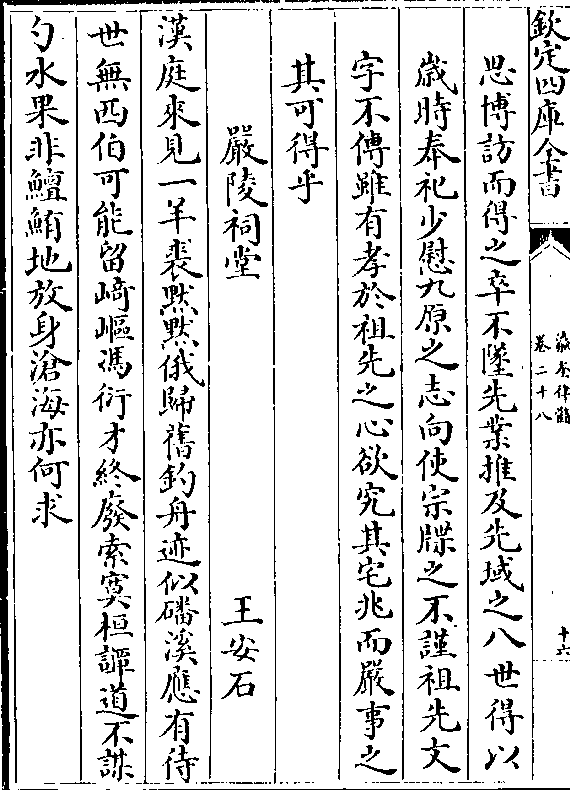 欽定四庫全書
卷二十八
十六
思博訪而得之卒不墜先業推及先域之八世得以
歲時奉祀少慰九原之志向使宗牒之不謹祖先文
字不傳雖有孝於祖先之心欲究其宅兆而嚴事之
其可得乎
嚴陵祠堂 王安石
漢庭來見一羊裘黙黙俄歸舊釣舟迹似磻溪應有待
世無西伯可能留﨑嶇馮衍才終廢索寞桓譚道不謀
勺水果非鱣鮪地放身滄海亦何求